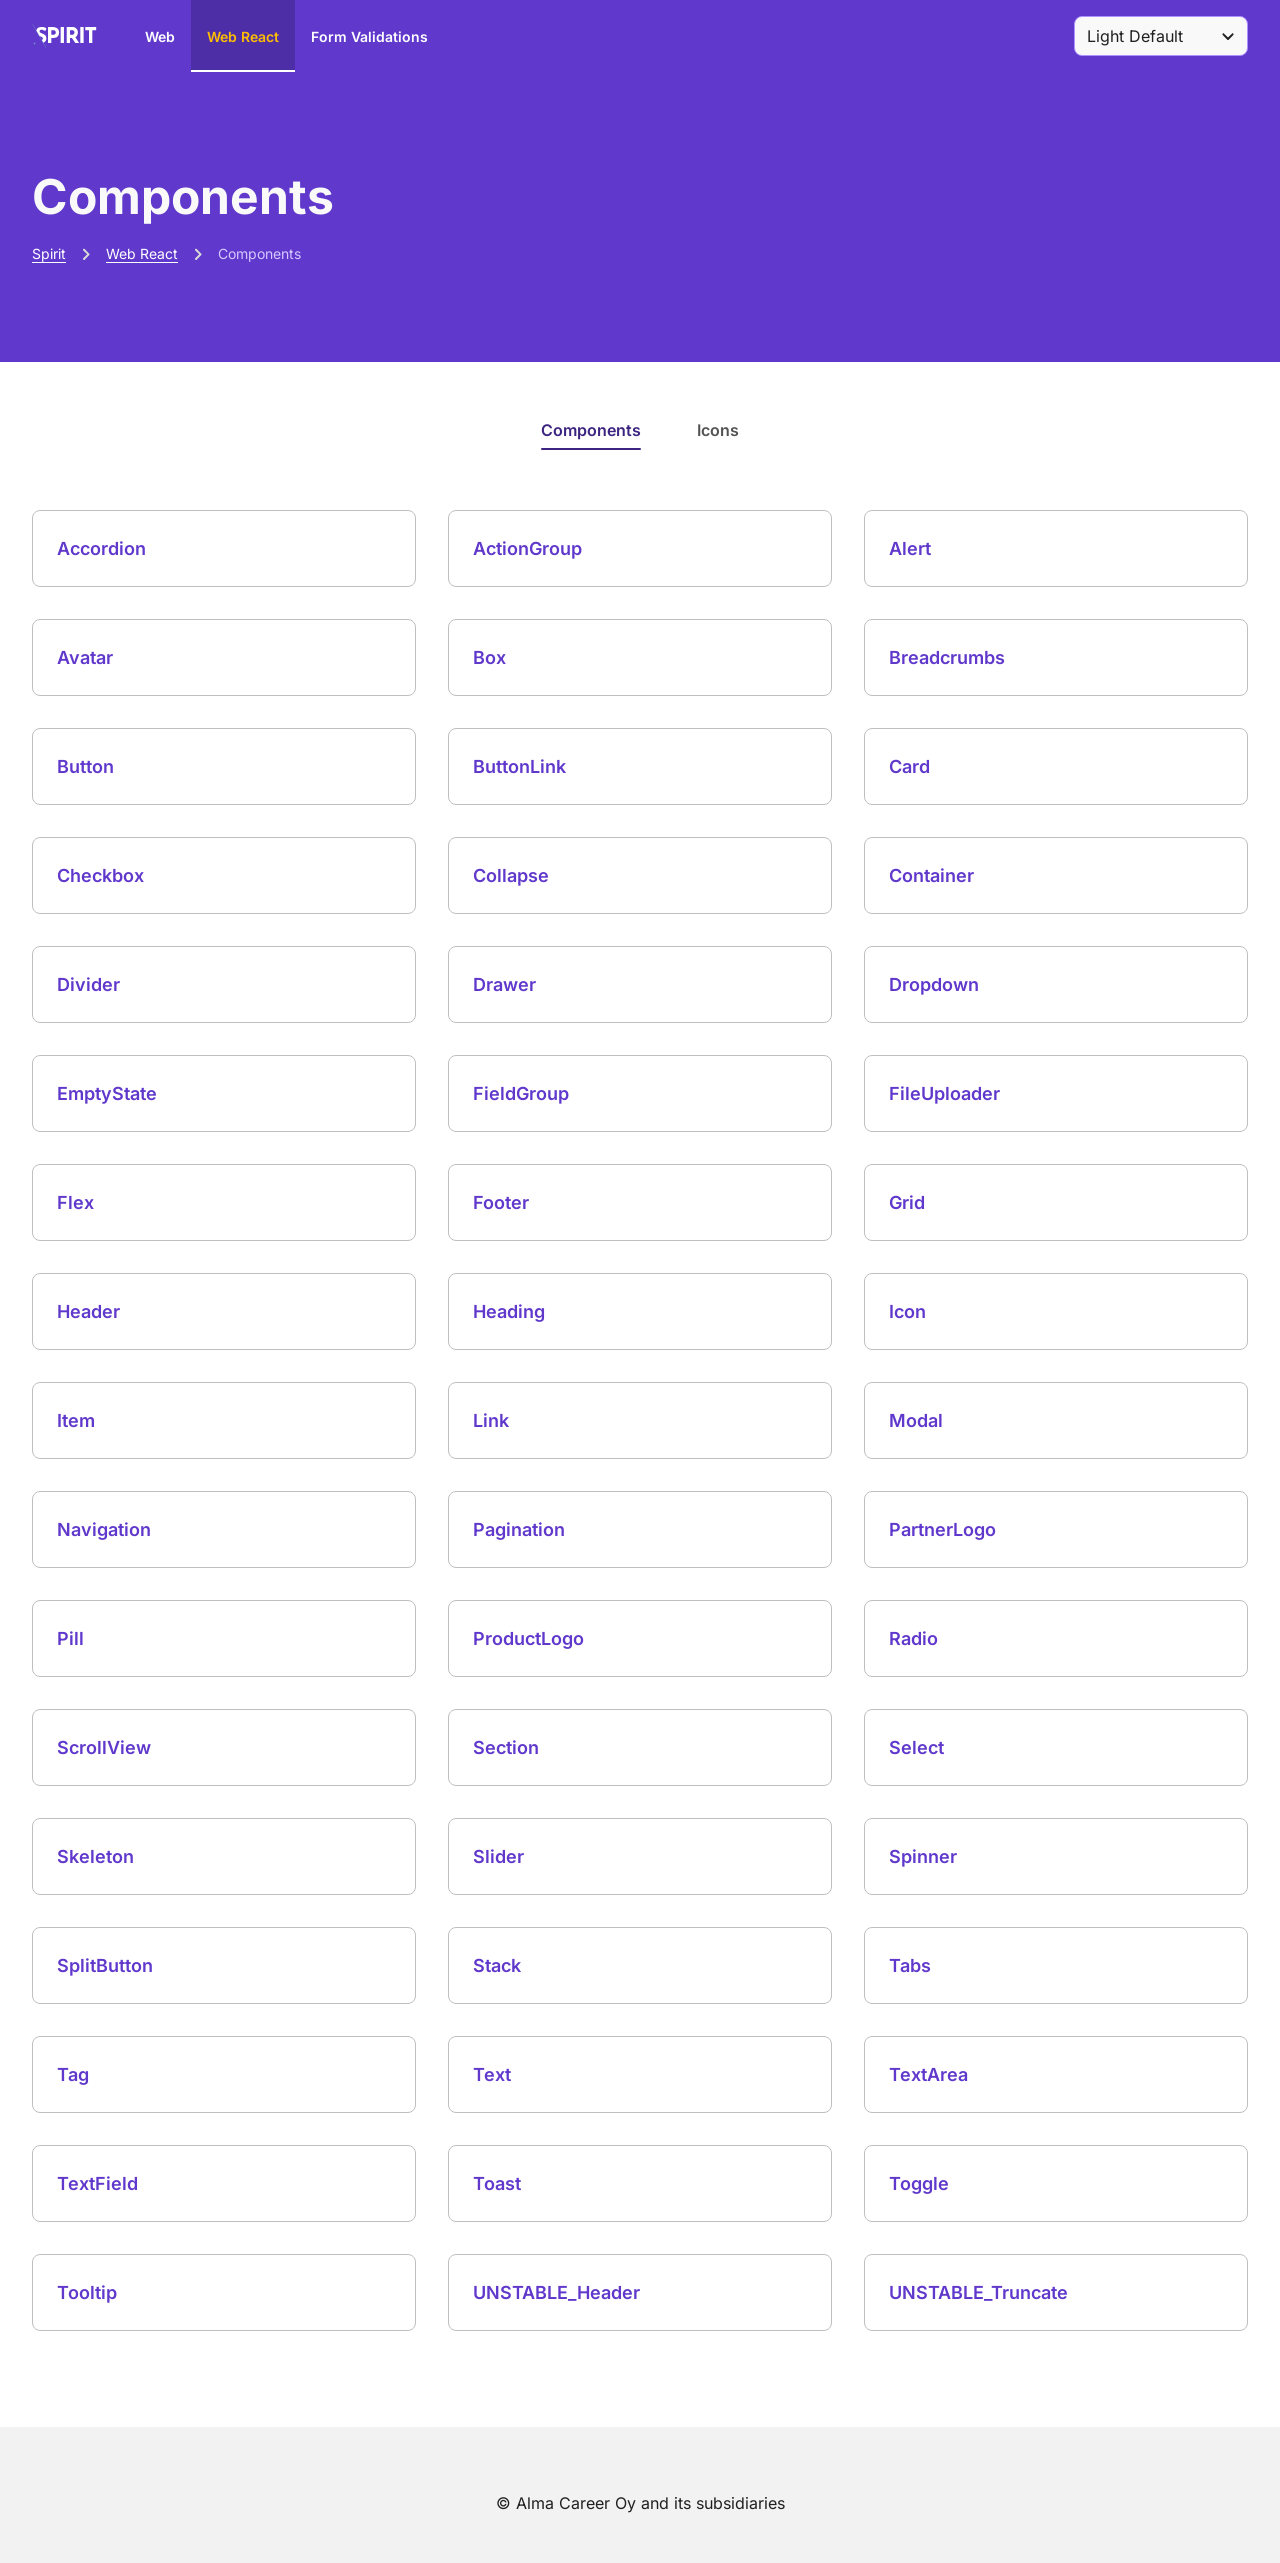 SPIRIT Web Web React Form Validations Light Default
Components
Spirit Web React Components
Components Icons
Accordion ActionGroup Alert
Avatar Box Breadcrumbs
Button ButtonLink Card
Checkbox Collapse Container
Divider Drawer Dropdown
EmptyState FieldGroup FileUploader
Flex Footer Grid
Header Heading Icon
Item Link Modal
Navigation Pagination PartnerLogo
Pill ProductLogo Radio
ScrollView Section Select
Skeleton Slider Spinner
SplitButton Stack Tabs
Tag Text TextArea
TextField Toast Toggle
Tooltip UNSTABLE_Header UNSTABLE_Truncate
© Alma Career Oy and its subsidiaries